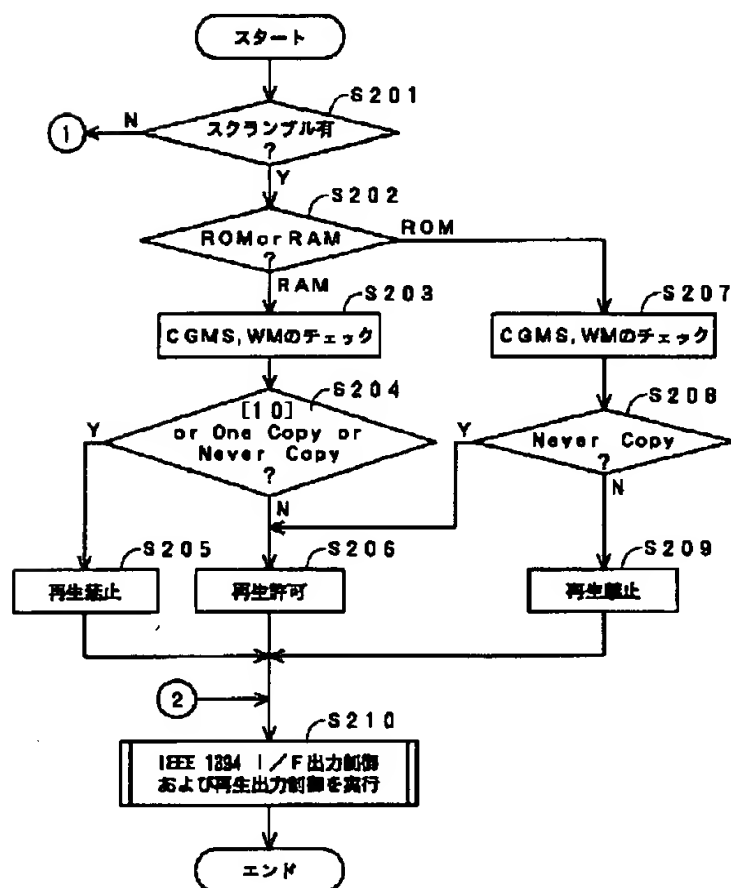 スタート
S201
スクランブル有
?
N
1
Y
S202
ROM or RAM
?
ROM
RAM
S203
CGMS, WMのチェック
S207
CGMS, WMのチェック
S204
[10]
or One Copy or
Never Copy
?
Y
N
S208
Never Copy
?
Y
N
S205
再生禁止
S206
再生許可
S209
再生禁止
2
S210
IEEE 1394 I/F出力制御
および再生出力制御を実行
エンド